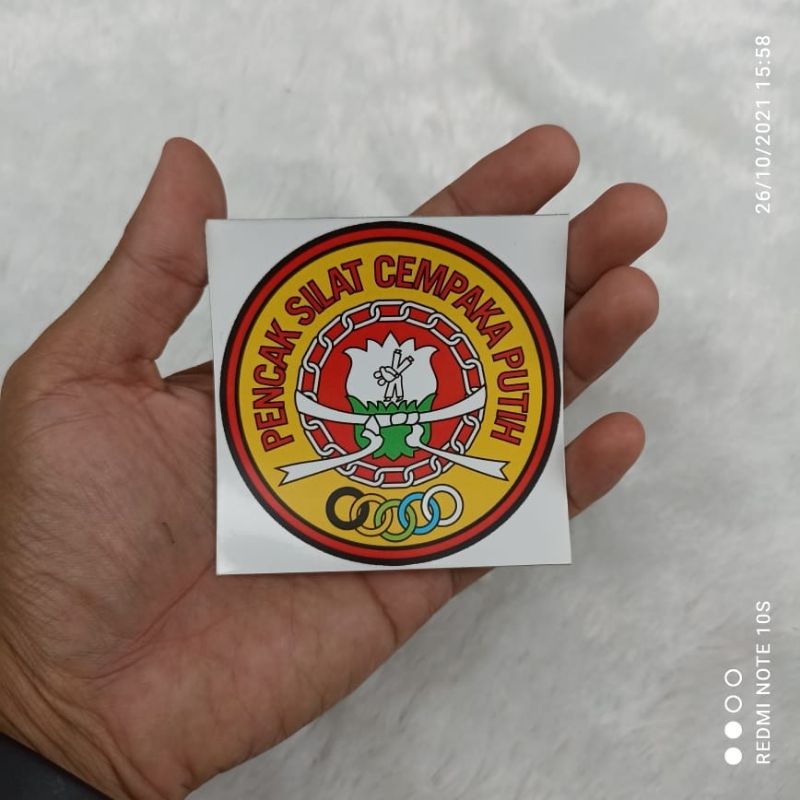 PENCAK SILAT CEMPAKA PUTIH
26/10/2021 15:58
REDMI NOTE 10S